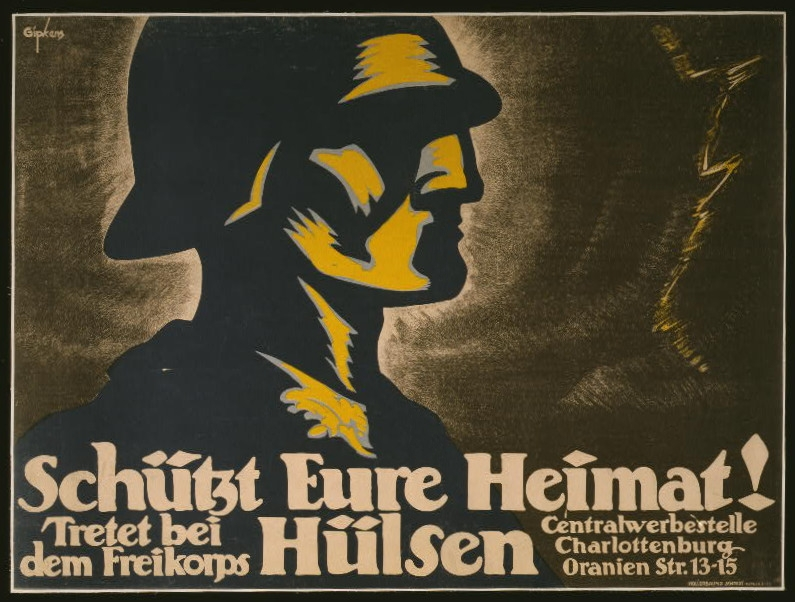 Gipkens
Schützt Eure Heimat!
Tretet bei
dem Freikorps
Hülsen
Centralwerbestelle
Charlottenburg
Oranien Str. 13-15